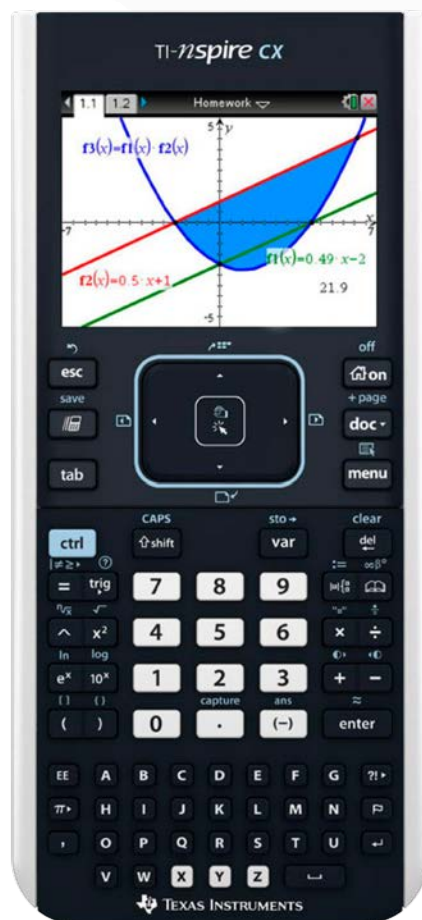 TI-nspire CX
1.1 1.2 Homework
5 y
f3(x)=f1(x)·f2(x)
-7 x 7
f1(x)=0.49·x−2
f2(x)=0.5·x+1
21.9
-5
off
esc on
save +page
doc
tab menu
CAPS sto→ clear
ctrl shift var del
|≠≥▸ ? := ∞β°
= trig 7 8 9
ⁿ√x √ "□" ÷
^ x² 4 5 6 × ÷
ln log
eˣ 10ˣ 1 2 3 + −
[ ] { } capture ans ≈
( ) 0 . (−) enter
EE A B C D E F G ?!▸
π▸ H I J K L M N
, O P Q R S T U
V W X Y Z
TEXAS INSTRUMENTS